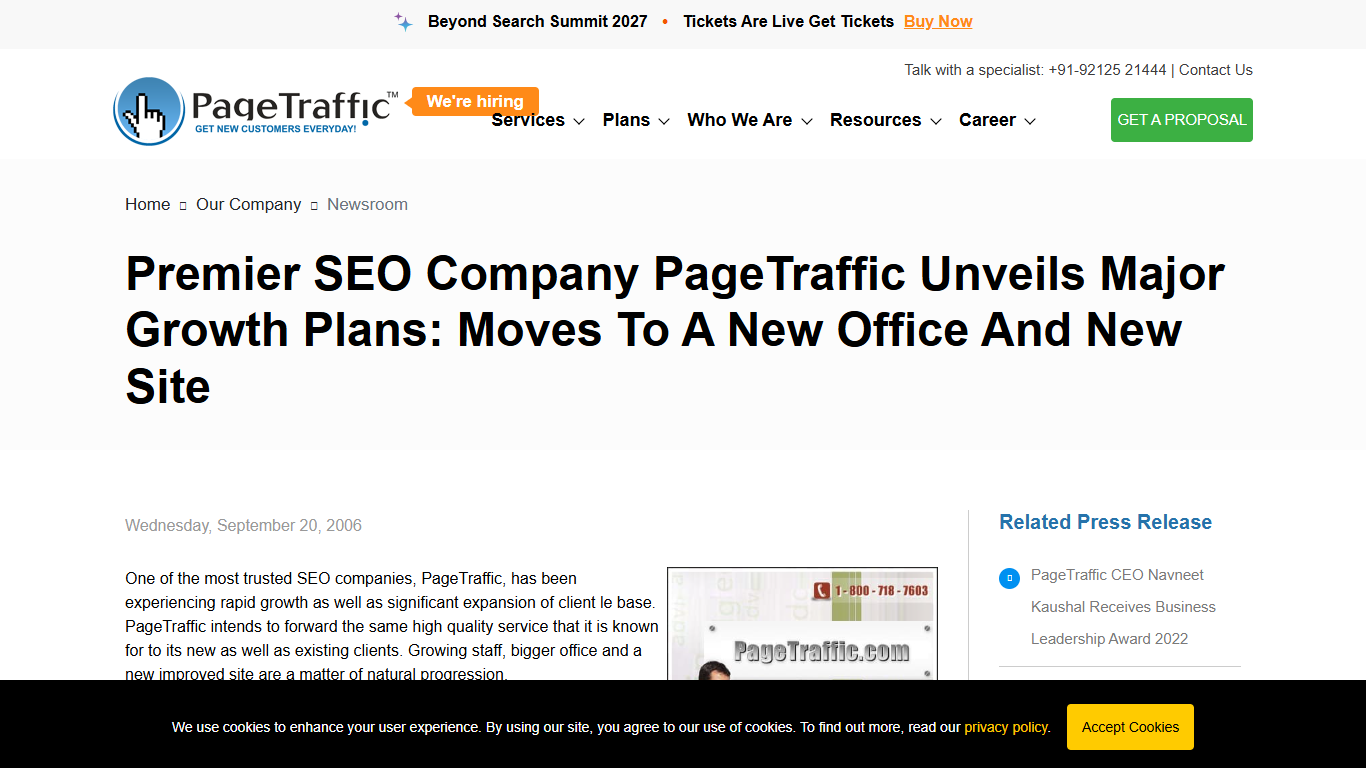 Beyond Search Summit 2027 • Tickets Are Live Get Tickets Buy Now
Talk with a specialist: +91-92125 21444 | Contact Us
PageTraffic™
GET NEW CUSTOMERS EVERYDAY!
We're hiring
Services Plans Who We Are Resources Career
GET A PROPOSAL
Home Our Company Newsroom
Premier SEO Company PageTraffic Unveils Major
Growth Plans: Moves To A New Office And New
Site
Wednesday, September 20, 2006
One of the most trusted SEO companies, PageTraffic, has been
experiencing rapid growth as well as significant expansion of client le base.
PageTraffic intends to forward the same high quality service that it is known
for to its new as well as existing clients. Growing staff, bigger office and a
new improved site are a matter of natural progression.
1-800-718-7603
PageTraffic.com
Related Press Release
PageTraffic CEO Navneet
Kaushal Receives Business
Leadership Award 2022
We use cookies to enhance your user experience. By using our site, you agree to our use of cookies. To find out more, read our privacy policy.
Accept Cookies